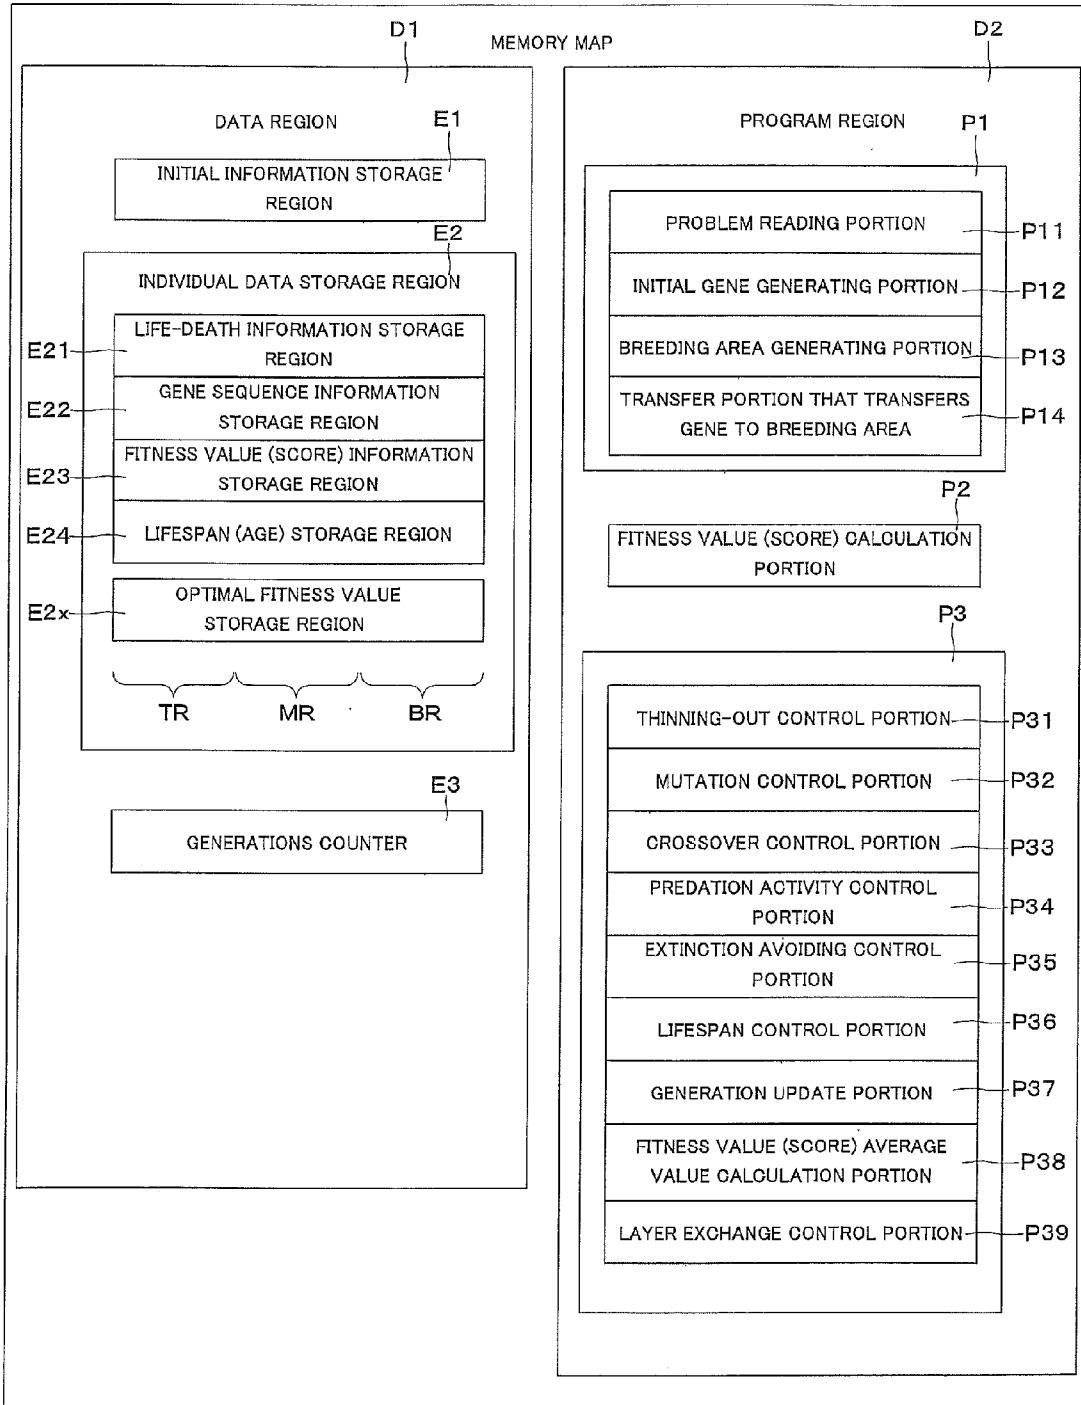 MEMORY MAP
D1
DATA REGION
E1
INITIAL INFORMATION STORAGE
REGION
E2
INDIVIDUAL DATA STORAGE REGION
E21
LIFE-DEATH INFORMATION STORAGE
REGION
E22
GENE SEQUENCE INFORMATION
STORAGE REGION
E23
FITNESS VALUE (SCORE) INFORMATION
STORAGE REGION
E24
LIFESPAN (AGE) STORAGE REGION
E2x
OPTIMAL FITNESS VALUE
STORAGE REGION
TR MR BR
E3
GENERATIONS COUNTER
D2
PROGRAM REGION
P1
PROBLEM READING PORTION
P11
INITIAL GENE GENERATING PORTION
P12
BREEDING AREA GENERATING PORTION
P13
TRANSFER PORTION THAT TRANSFERS
GENE TO BREEDING AREA
P14
P2
FITNESS VALUE (SCORE) CALCULATION
PORTION
P3
THINNING-OUT CONTROL PORTION
P31
MUTATION CONTROL PORTION
P32
CROSSOVER CONTROL PORTION
P33
PREDATION ACTIVITY CONTROL
PORTION
P34
EXTINCTION AVOIDING CONTROL
PORTION
P35
LIFESPAN CONTROL PORTION
P36
GENERATION UPDATE PORTION
P37
FITNESS VALUE (SCORE) AVERAGE
VALUE CALCULATION PORTION
P38
LAYER EXCHANGE CONTROL PORTION
P39